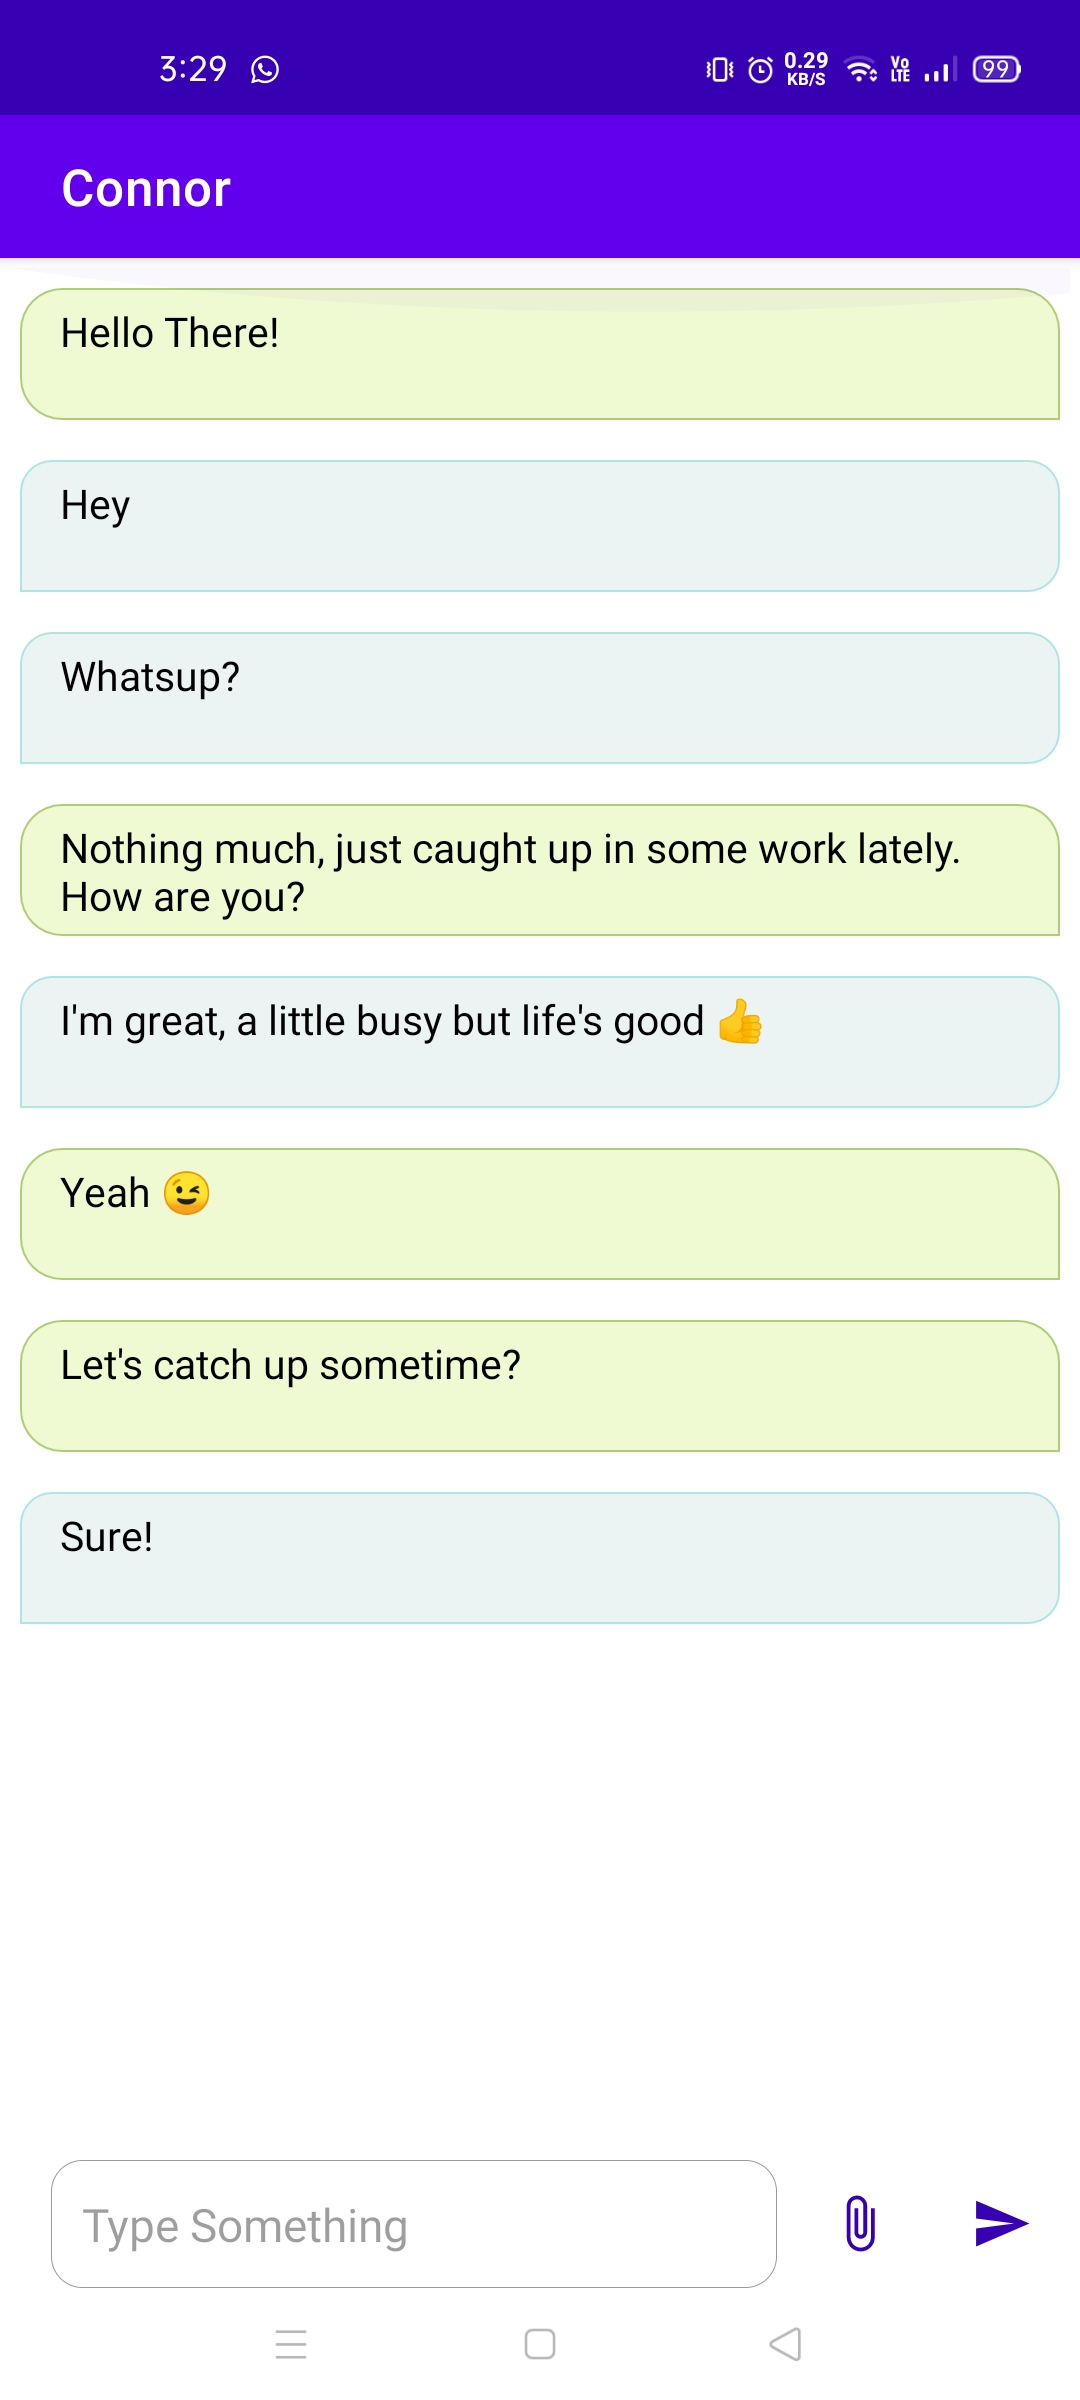 3:29 0.29 KB/S Vo LTE 99
Connor
Hello There!
Hey
Whatsup?
Nothing much, just caught up in some work lately.
How are you?
I'm great, a little busy but life's good 👍
Yeah 😉
Let's catch up sometime?
Sure!
Type Something